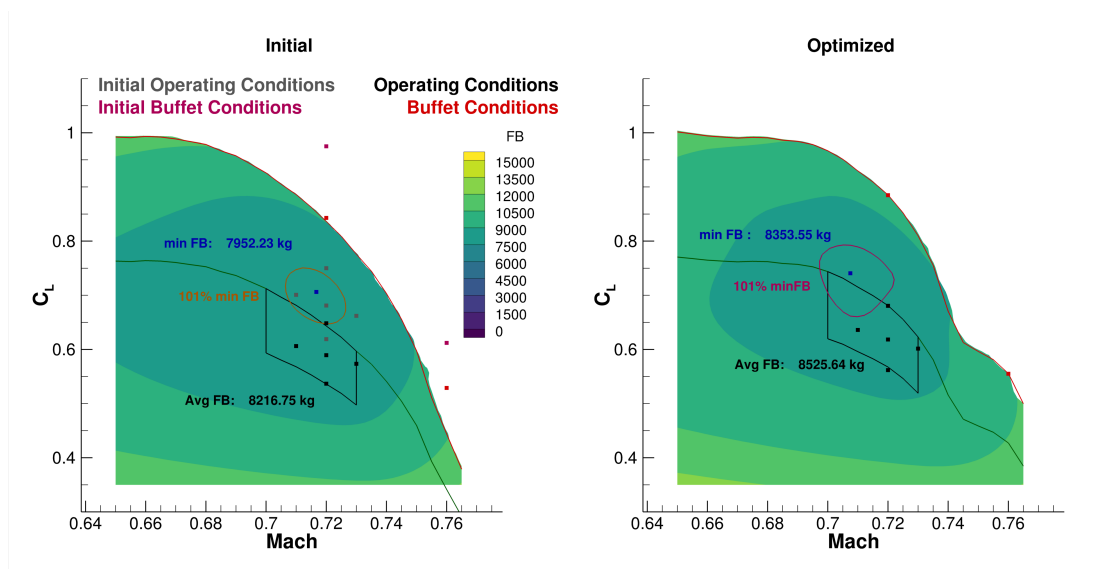 Initial
Optimized
Initial Operating Conditions
Operating Conditions
Initial Buffet Conditions
Buffet Conditions
FB
15000
13500
12000
10500
9000
7500
6000
4500
3000
1500
0
1
0.8
0.6
0.4
CL
min FB: 7952.23 kg
101% min FB
Avg FB: 8216.75 kg
0.64 0.66 0.68 0.7 0.72 0.74 0.76
Mach
1
0.8
0.6
0.4
CL
min FB : 8353.55 kg
101% minFB
Avg FB: 8525.64 kg
0.64 0.66 0.68 0.7 0.72 0.74 0.76
Mach